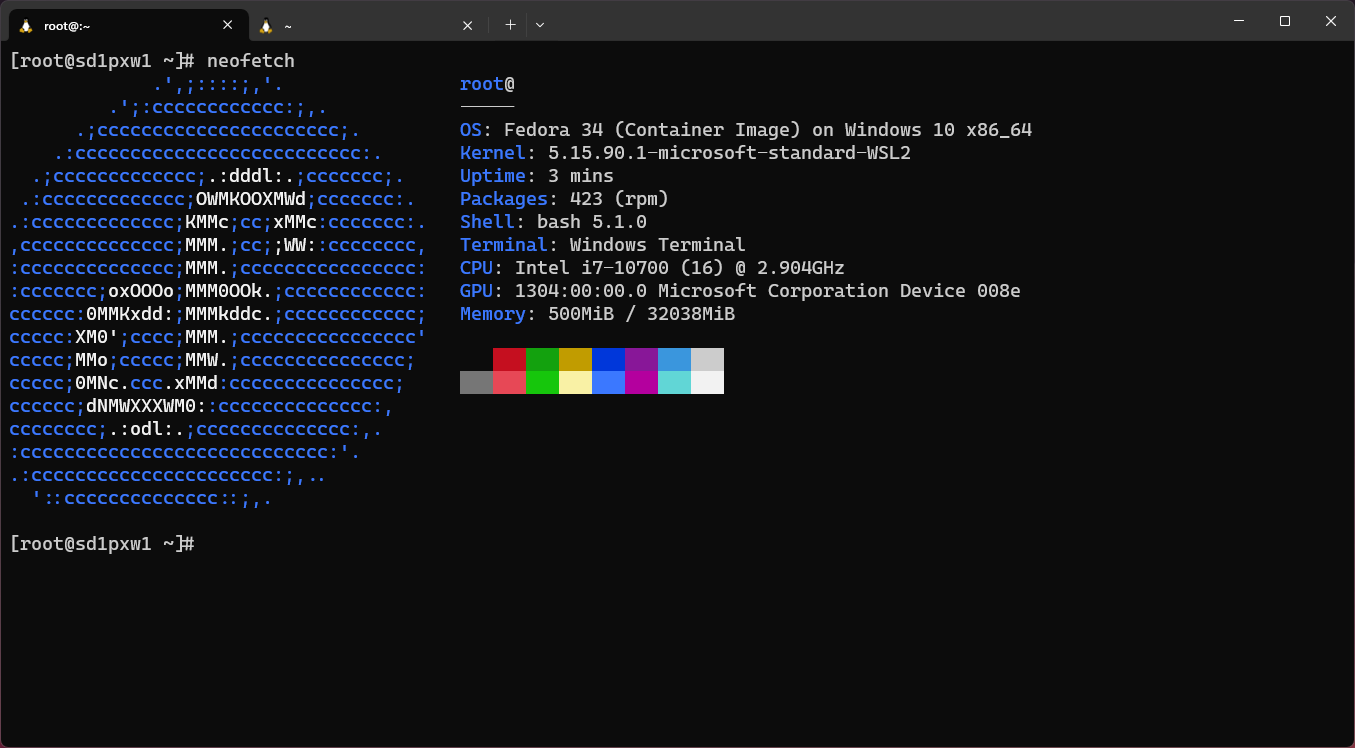 root@:~ ~
[root@sd1pxw1 ~]# neofetch
             .',;::::;,'.                root@
         .';:cccccccccccc:;,.            -----
      .;cccccccccccccccccccccc;.         OS: Fedora 34 (Container Image) on Windows 10 x86_64
    .:cccccccccccccccccccccccccc:.       Kernel: 5.15.90.1-microsoft-standard-WSL2
  .;ccccccccccccc;.:dddl:.;ccccccc;.     Uptime: 3 mins
 .:ccccccccccccc;OWMKOOXMWd;ccccccc:.    Packages: 423 (rpm)
.:ccccccccccccc;KMMc;cc;xMMc:ccccccc:.   Shell: bash 5.1.0
,cccccccccccccc;MMM.;cc;;WW::cccccccc,   Terminal: Windows Terminal
:cccccccccccccc;MMM.;cccccccccccccccc:   CPU: Intel i7-10700 (16) @ 2.904GHz
:ccccccc;oxOOOo;MMM0OOk.;cccccccccccc:   GPU: 1304:00:00.0 Microsoft Corporation Device 008e
cccccc:0MMKxdd:;MMMkddc.;cccccccccccc;   Memory: 500MiB / 32038MiB
ccccc:XM0';cccc;MMM.;cccccccccccccccc'
ccccc;MMo;ccccc;MMW.;ccccccccccccccc;
ccccc;0MNc.ccc.xMMd:ccccccccccccccc;
cccccc;dNMWXXXWM0::cccccccccccccc:,
cccccccc;.:odl:.;cccccccccccccc:,.
:cccccccccccccccccccccccccccc:'.
.:cccccccccccccccccccccc:;,..
  '::cccccccccccccc::;,.
[root@sd1pxw1 ~]#